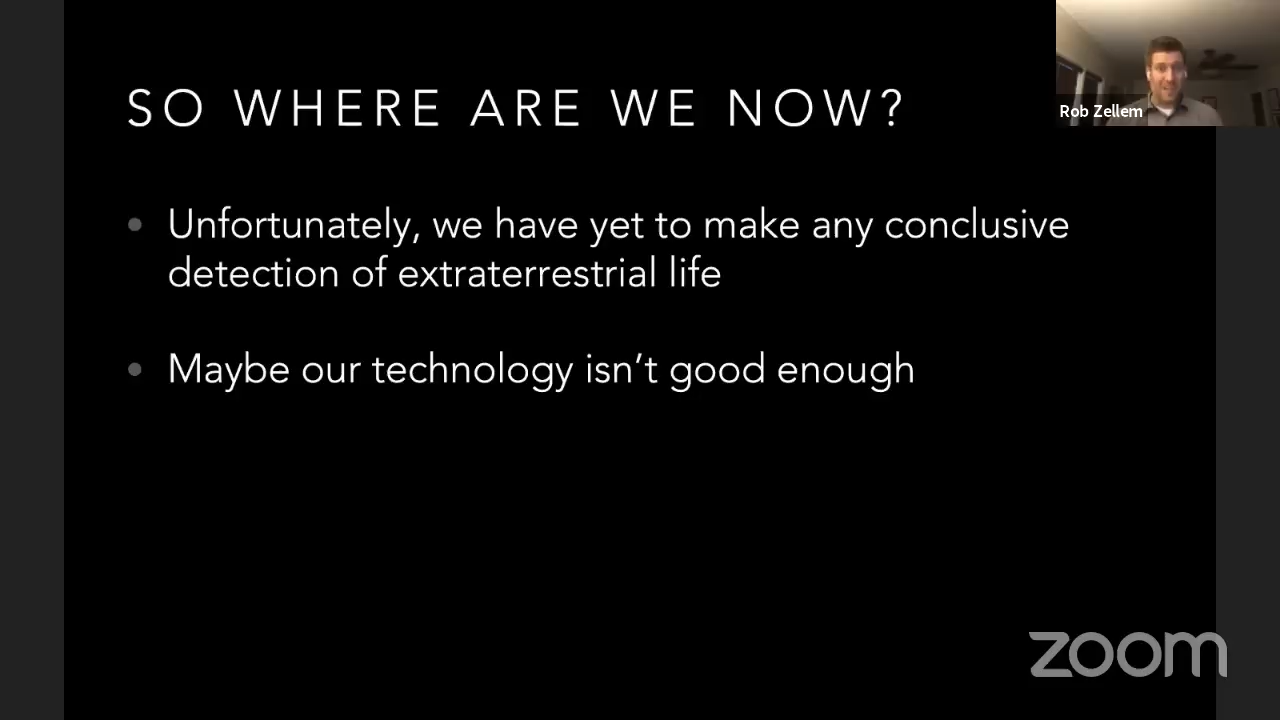 SO WHERE ARE WE NOW?
Rob Zellem
• Unfortunately, we have yet to make any conclusive
detection of extraterrestrial life
• Maybe our technology isn’t good enough
zoom